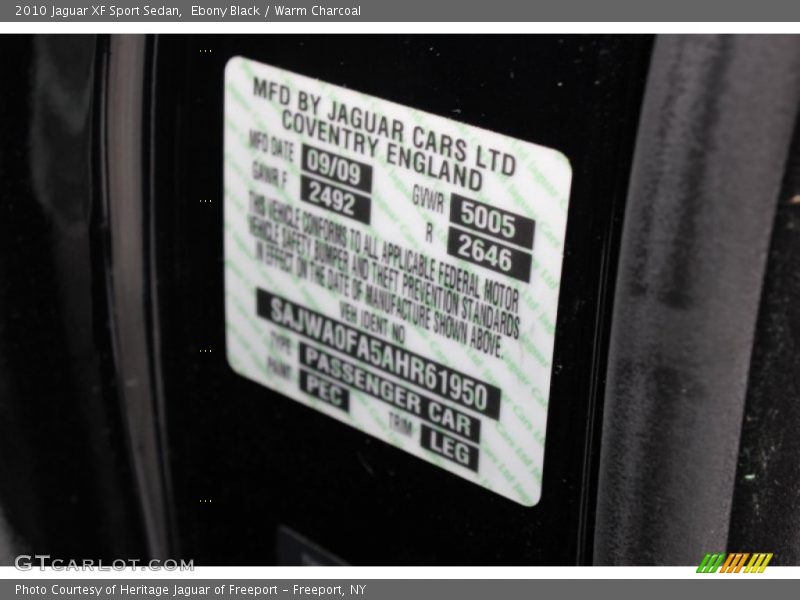 2010 Jaguar XF Sport Sedan,  Ebony Black / Warm Charcoal
MFD BY JAGUAR CARS LTD
COVENTRY ENGLAND
MFD DATE 09/09 GVWR 5005
GAWR F 2492 R 2646
THIS VEHICLE CONFORMS TO ALL APPLICABLE FEDERAL MOTOR
VEHICLE SAFETY, BUMPER AND THEFT PREVENTION STANDARDS
IN EFFECT ON THE DATE OF MANUFACTURE SHOWN ABOVE.
VEH IDENT NO
SAJWA0FA5AHR61950
TYPE PASSENGER CAR
PAINT PEC TRIM LEG
GTCARLOT.COM
Photo Courtesy of Heritage Jaguar of Freeport - Freeport, NY